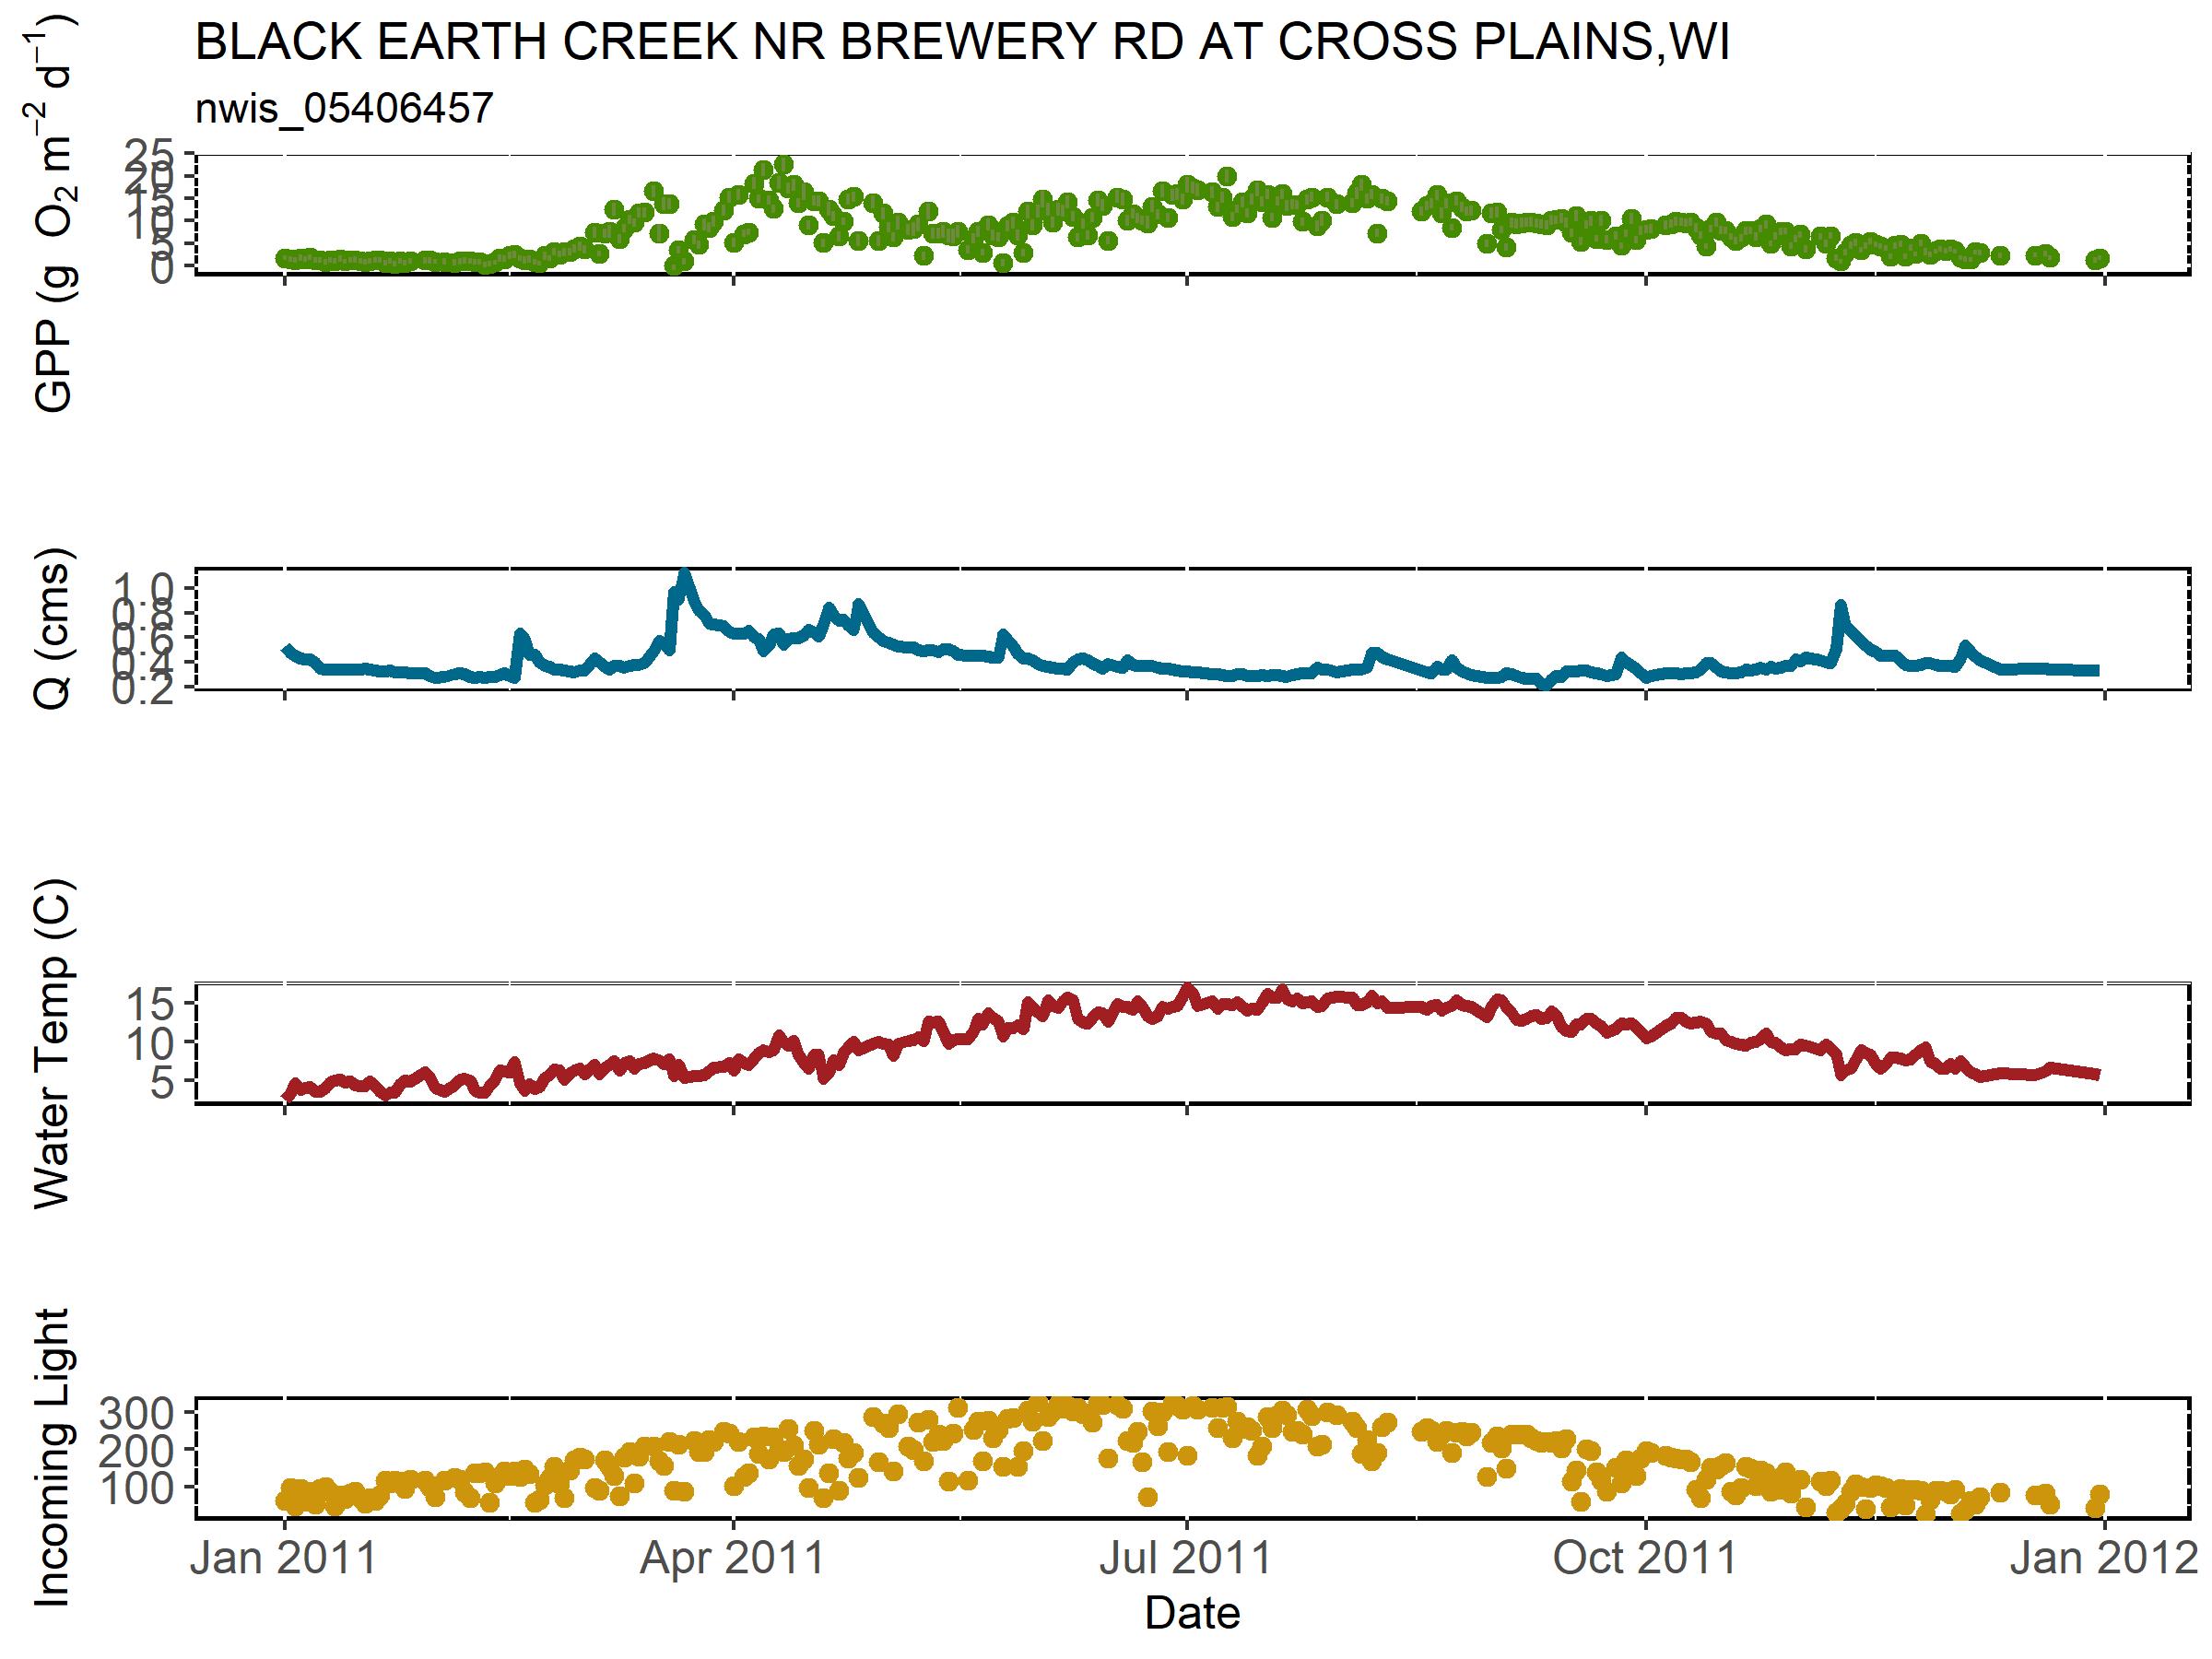 BLACK EARTH CREEK NR BREWERY RD AT CROSS PLAINS,WI
nwis_05406457
GPP (g O₂ m⁻² d⁻¹)
25
20
15
10
5
0
Q (cms)
1.0
0.8
0.6
0.4
0.2
Water Temp (C)
15
10
5
Incoming Light
300
200
100
Jan 2011 Apr 2011 Jul 2011 Oct 2011 Jan 2012
Date